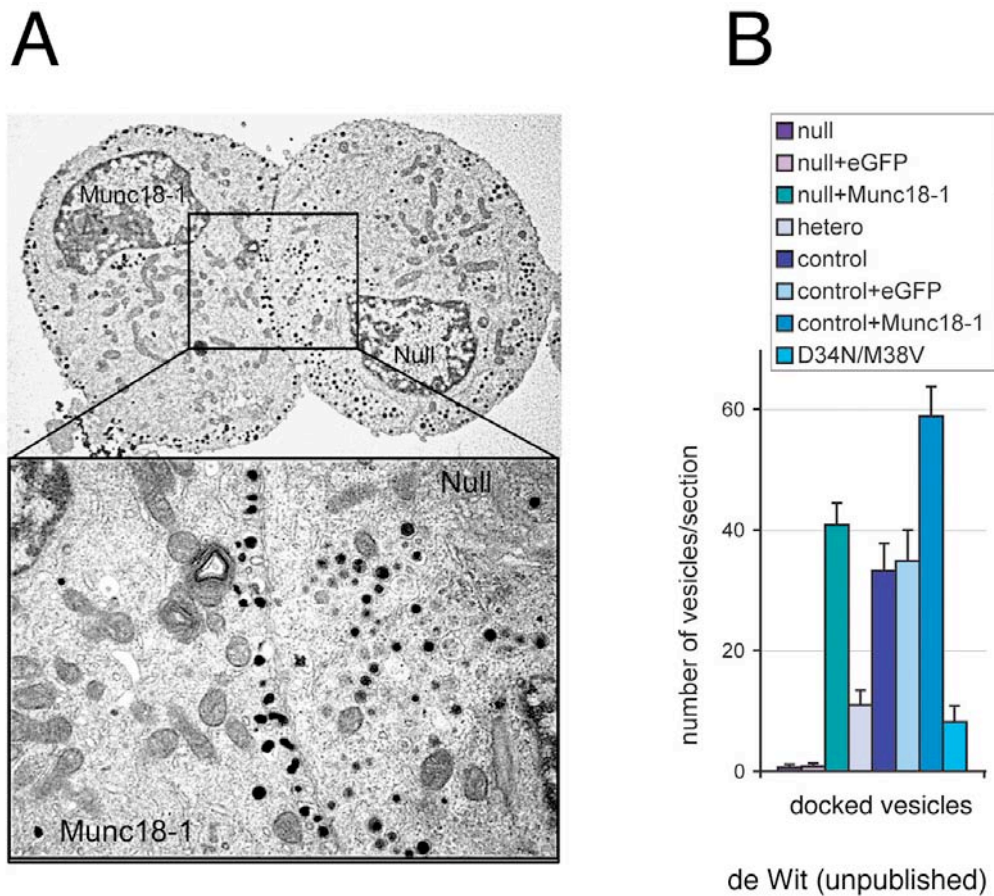 A
Munc18-1
Null
Null
Munc18-1
B
null
null+eGFP
null+Munc18-1
hetero
control
control+eGFP
control+Munc18-1
D34N/M38V
number of vesicles/section
60
40
20
0
docked vesicles
de Wit (unpublished)